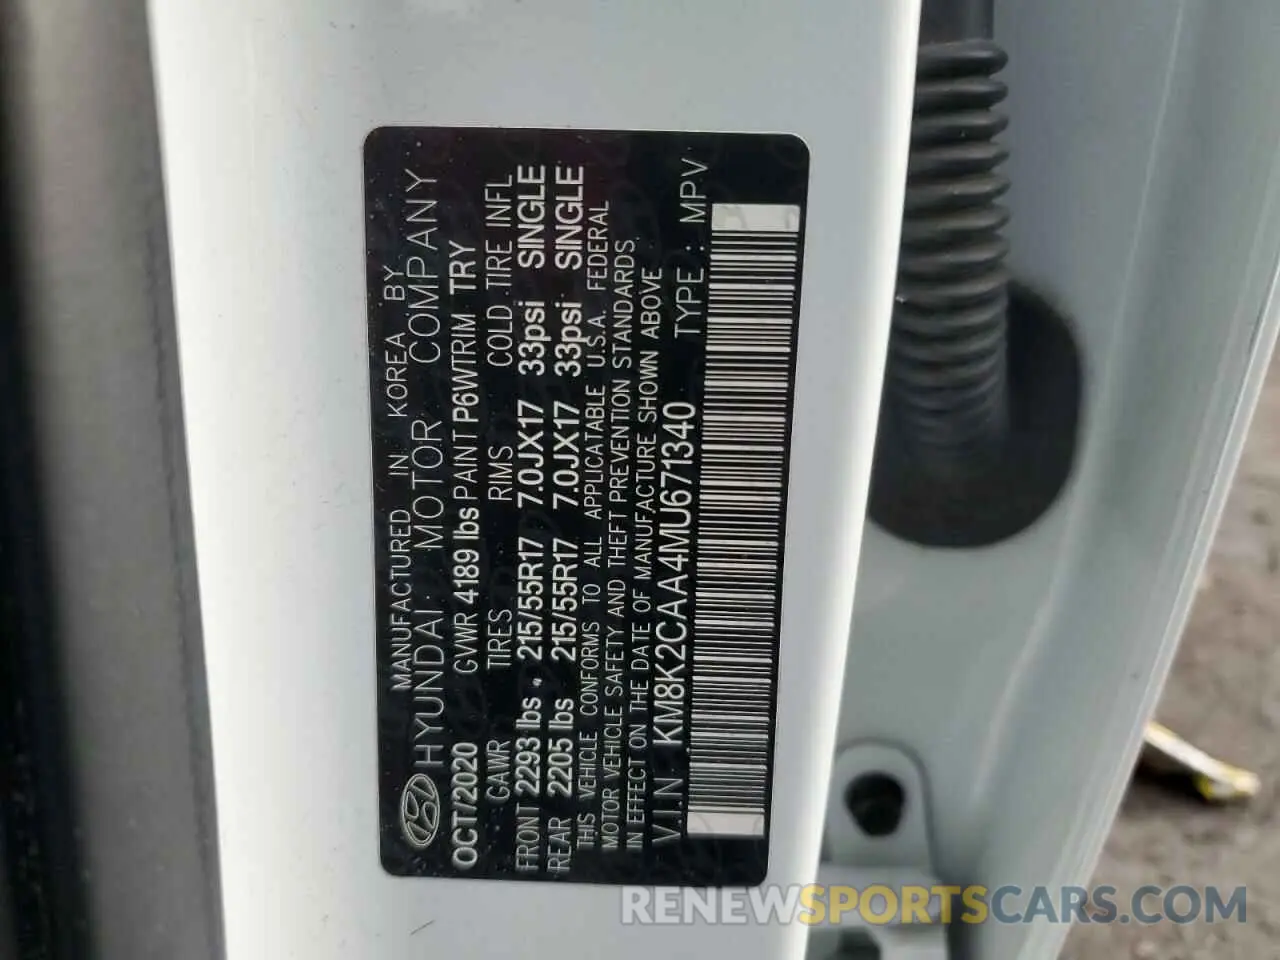 MANUFACTURED IN KOREA BY
HYUNDAI MOTOR COMPANY
OCT/2020 GVWR 4189 lbs PAINT P6WTRIM TRY
GAWR TIRES RIMS COLD TIRE INFL
FRONT 2293 lbs 215/55R17 7.0JX17 33psi SINGLE
REAR 2205 lbs 215/55R17 7.0JX17 33psi SINGLE
THIS VEHICLE CONFORMS TO ALL APPLICATABLE U.S.A. FEDERAL
MOTOR VEHICLE SAFETY AND THEFT PREVENTION STANDARDS
IN EFFECT ON THE DATE OF MANUFACTURE SHOWN ABOVE
V.I.N KM8K2CAA4MU671340 TYPE : MPV
RENEWSPORTSCARS.COM